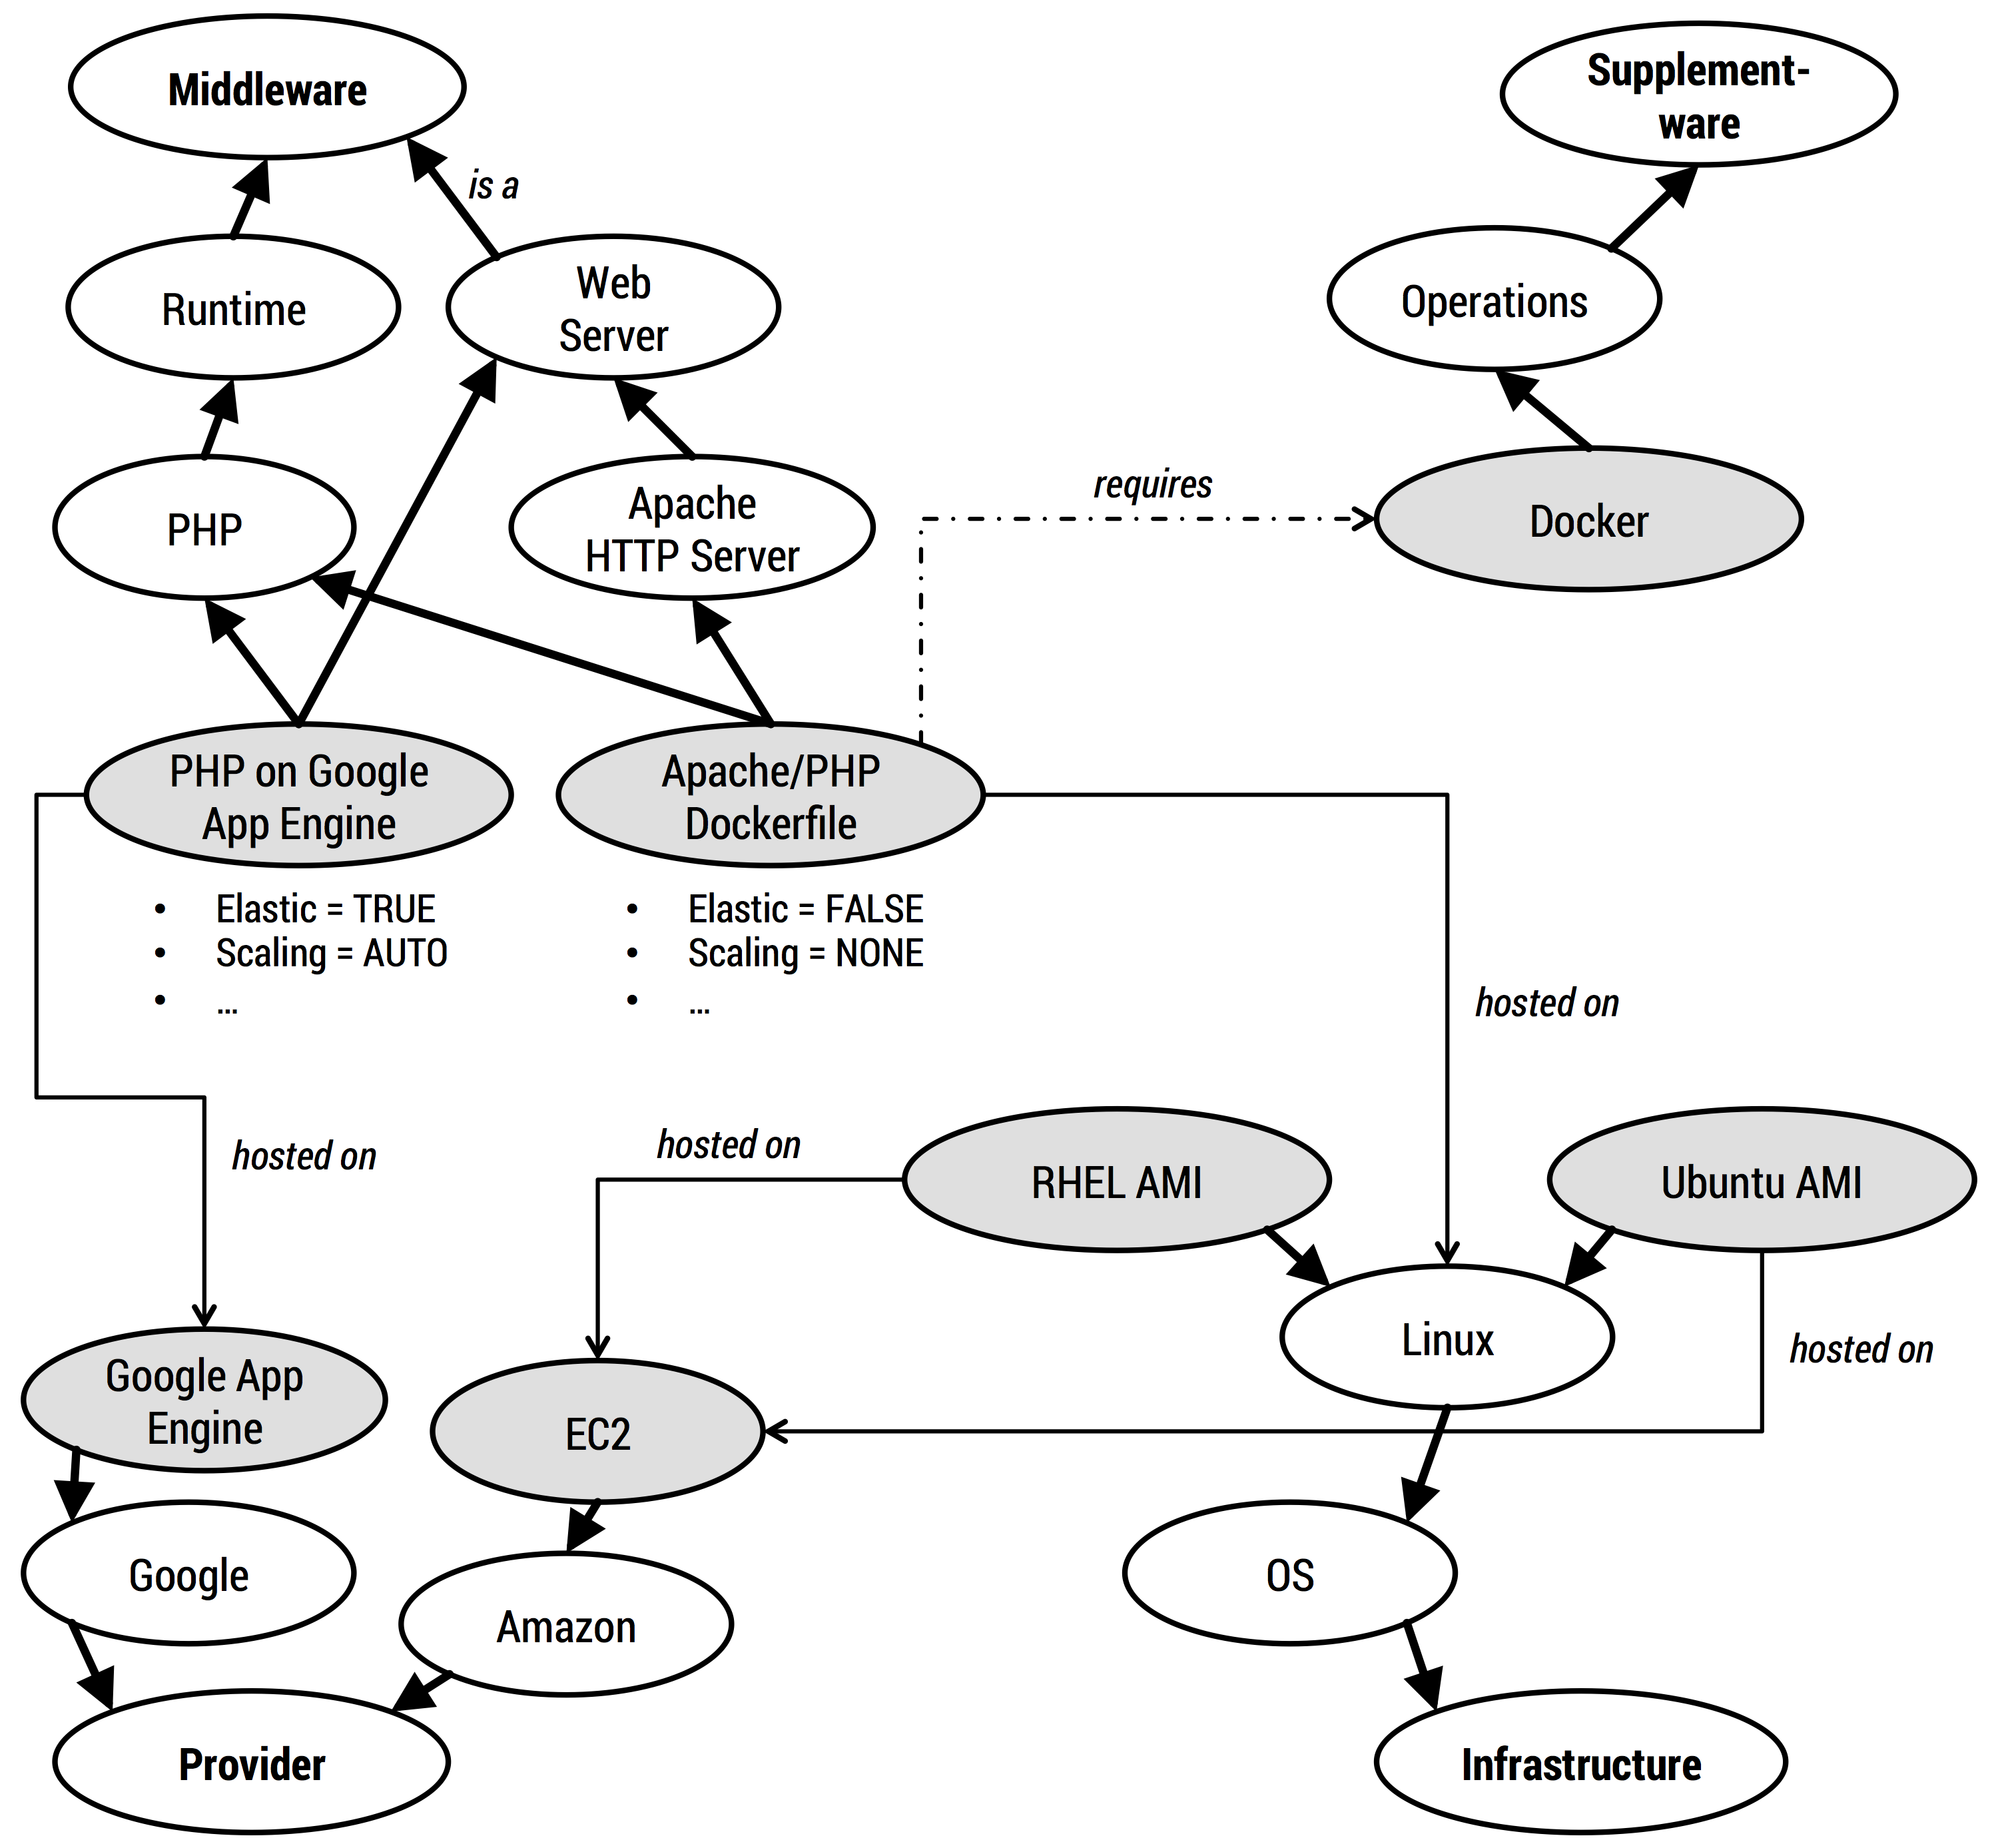 Middleware
Supplement-
ware
is a
Runtime
Web
Server
Operations
PHP
Apache
HTTP Server
requires
Docker
PHP on Google
App Engine
Apache/PHP
Dockerfile
• Elastic = TRUE
• Scaling = AUTO
• ...
• Elastic = FALSE
• Scaling = NONE
• ...
hosted on
hosted on
hosted on
RHEL AMI
Ubuntu AMI
Linux
hosted on
Google App
Engine
EC2
Google
Amazon
OS
Provider
Infrastructure